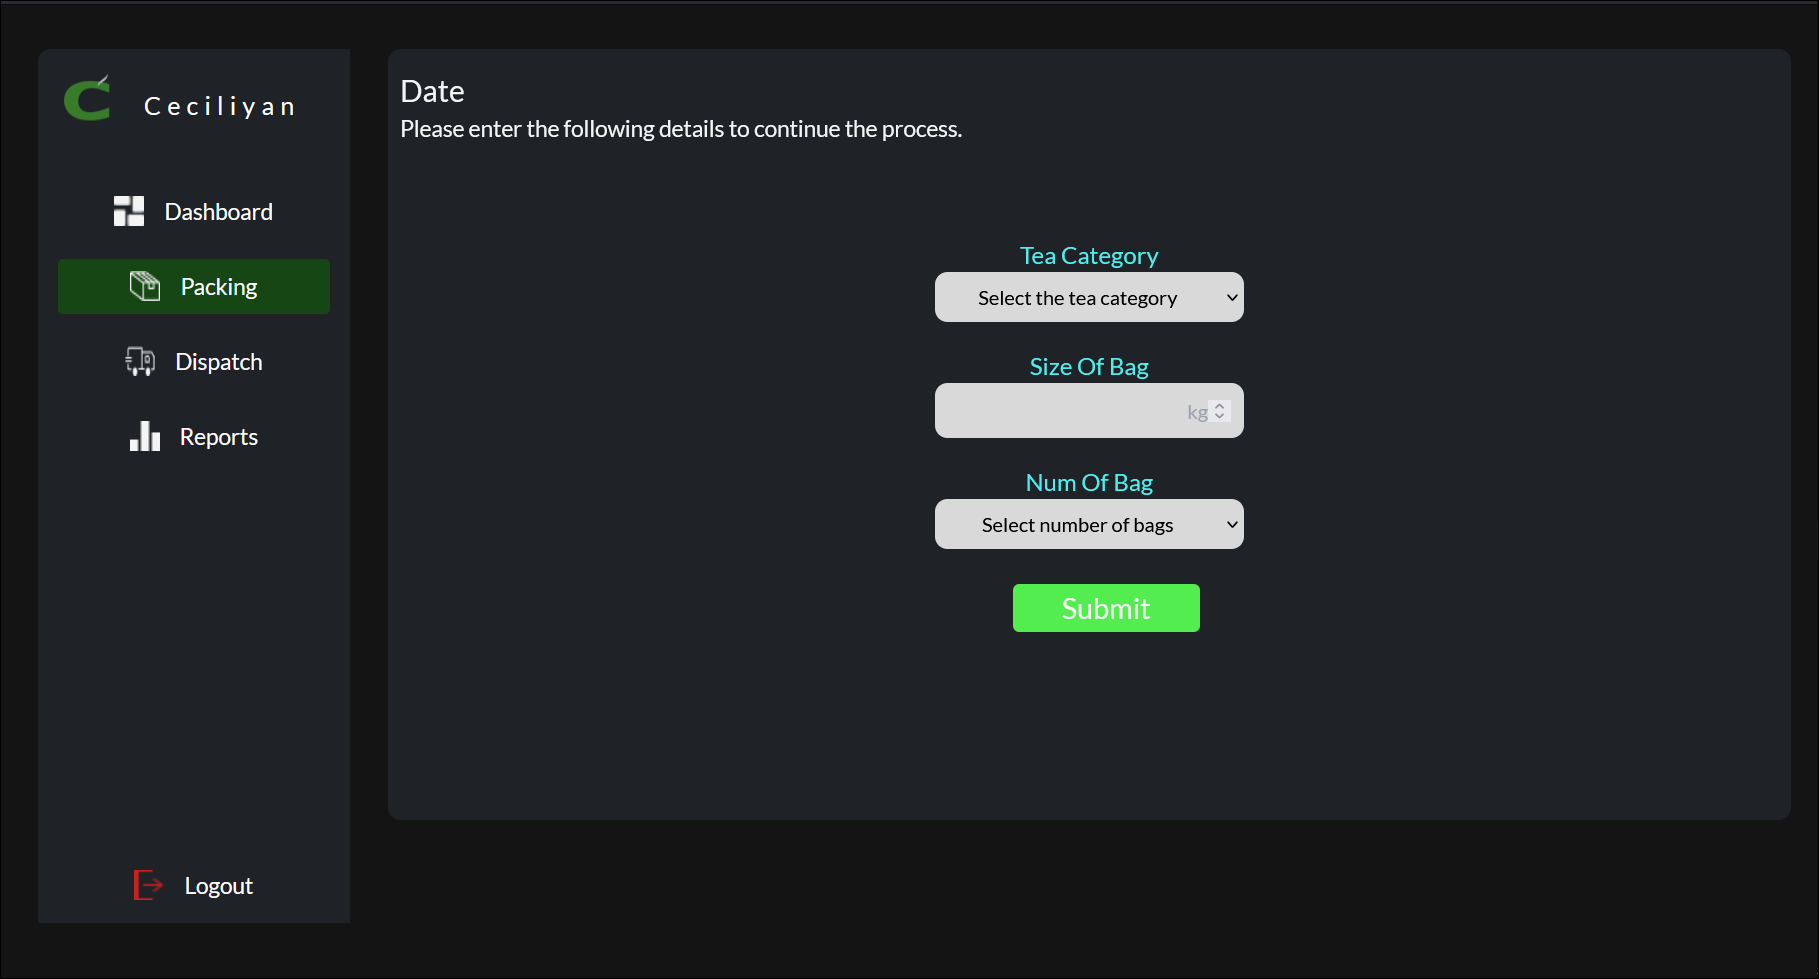 Ceciliyan
Dashboard
Packing
Dispatch
Reports
Logout
Date
Please enter the following details to continue the process.
Tea Category
Select the tea category
Size Of Bag
kg
Num Of Bag
Select number of bags
Submit